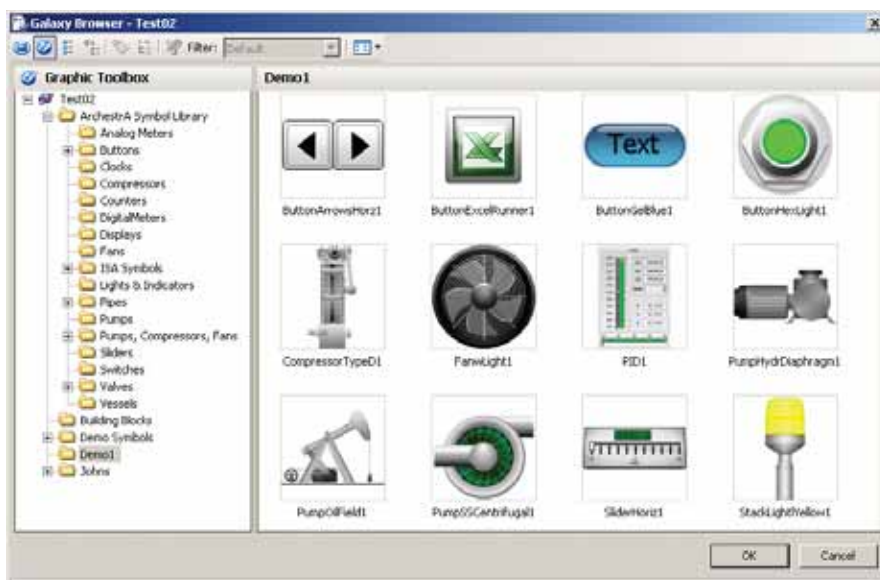 Galaxy Browser - Test02
Filter: Default
Graphic Toolbox
Test02
ArchestrA Symbol Library
Analog Meters
Buttons
Clocks
Compressors
Counters
DigitalMeters
Displays
Fans
ISA Symbols
Lights & Indicators
Pipes
Pumps
Pumps, Compressors, Fans
Sliders
Switches
Valves
Vessels
Building Blocks
Demo Symbols
Demo1
Johns
Demo1
ButtonArrowsHorz1
ButtonExcelRunner1
Text
ButtonGelBlue1
ButtonHexLight1
CompressorTypeD1
FanwLight1
PID1
PumpHydrDiaphragm1
PumpOilField1
PumpSSCentrifugal1
SliderHoriz1
StackLightYellow1
OK
Cancel